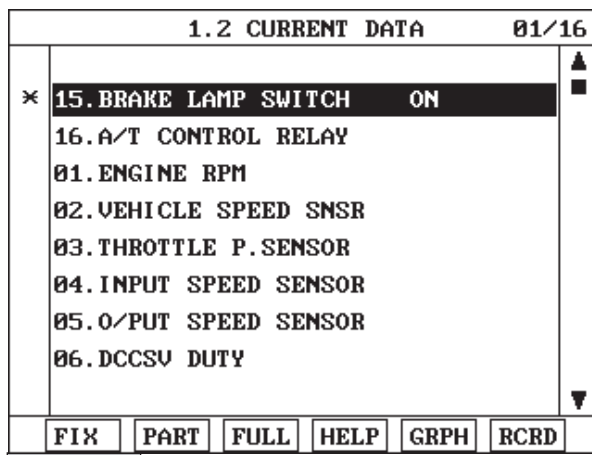 1.2 CURRENT DATA 01/16
* 15.BRAKE LAMP SWITCH ON
16.A/T CONTROL RELAY
01.ENGINE RPM
02.VEHICLE SPEED SNSR
03.THROTTLE P.SENSOR
04.INPUT SPEED SENSOR
05.O/PUT SPEED SENSOR
06.DCCSV DUTY
FIX PART FULL HELP GRPH RCRD